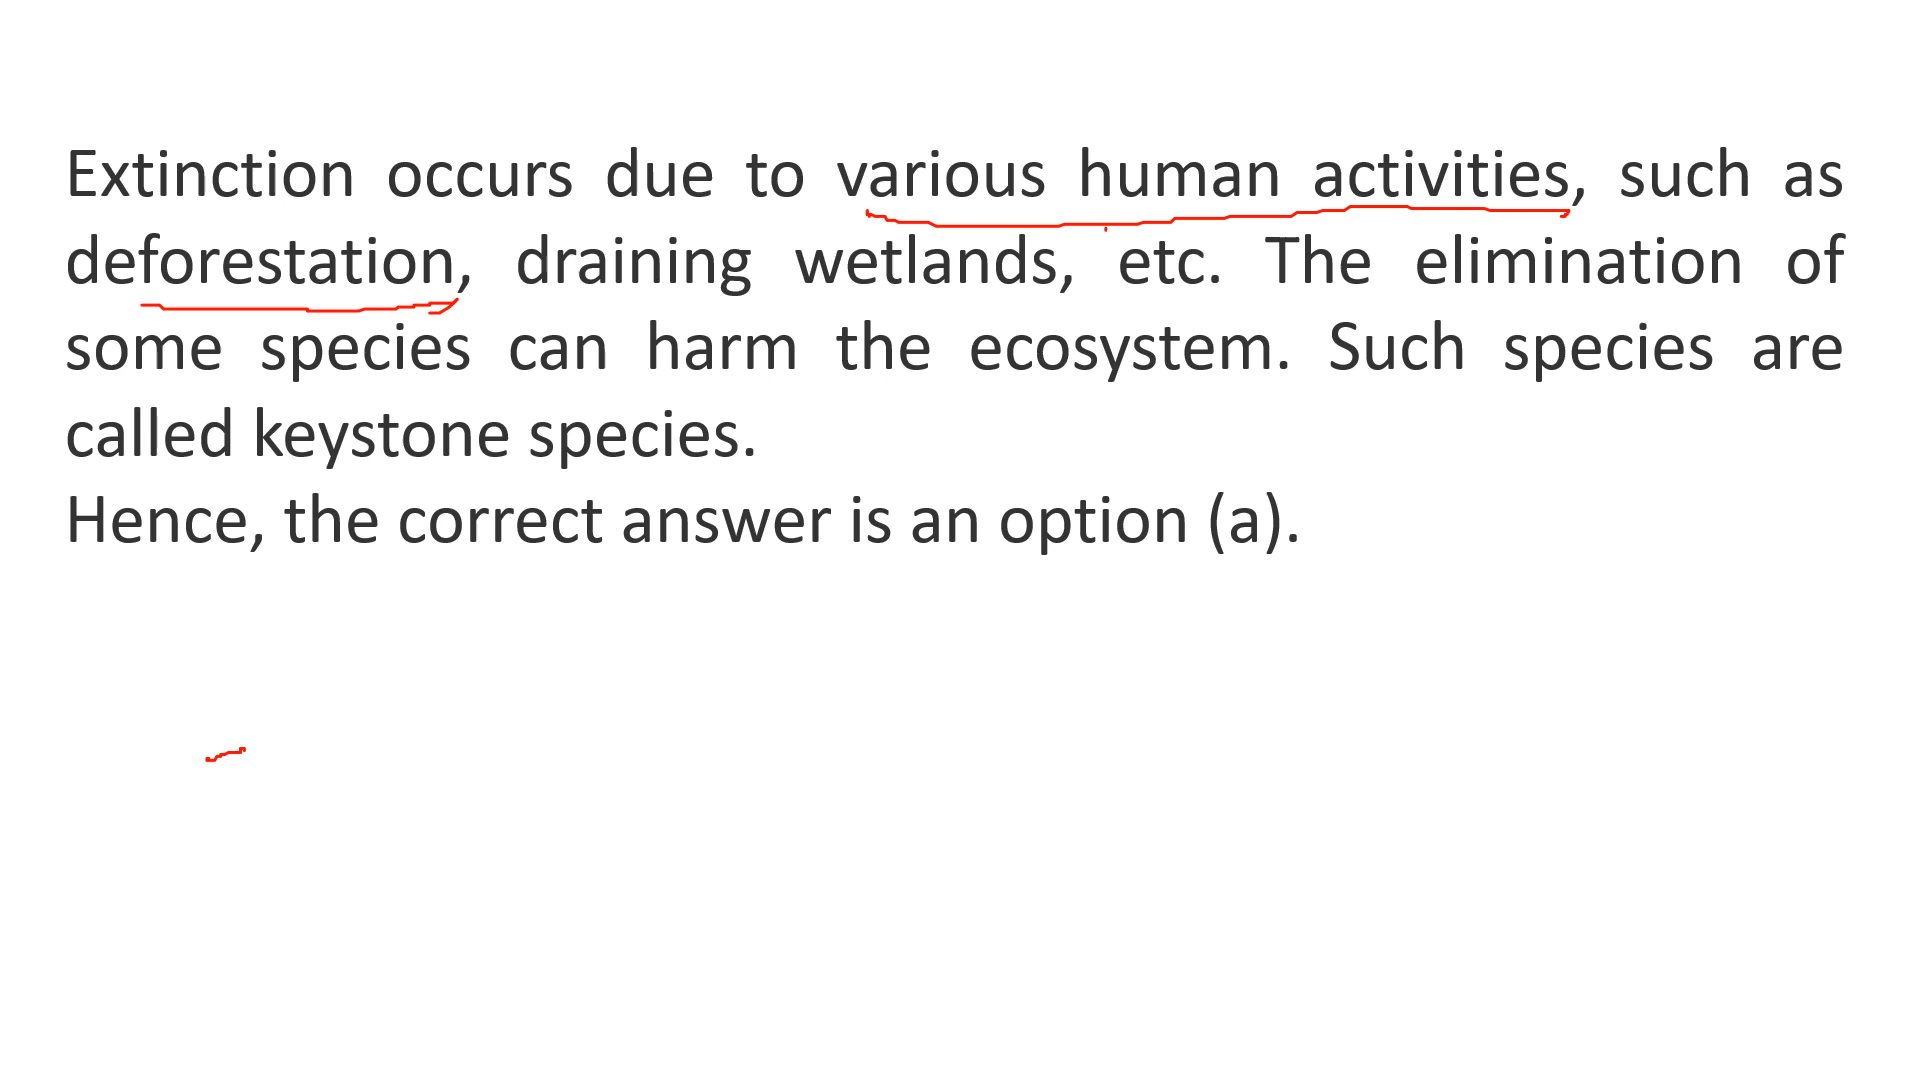 Extinction occurs due to various human activities, such as
deforestation, draining wetlands, etc. The elimination of
some species can harm the ecosystem. Such species are
called keystone species.
Hence, the correct answer is an option (a).